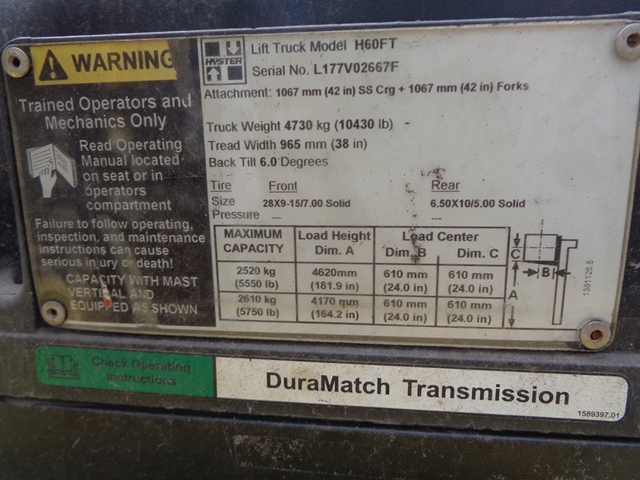 WARNING
Trained Operators and
Mechanics Only
Read Operating
Manual located
on seat or in
operators
compartment
Failure to follow operating,
inspection, and maintenance
instructions can cause
serious injury or death!
CAPACITY WITH MAST
VERTICAL AND
EQUIPPED AS SHOWN
HYSTER
Lift Truck Model H60FT
Serial No. L177V02667F
Attachment: 1067 mm (42 in) SS Crg + 1067 mm (42 in) Forks
Truck Weight 4730 kg (10430 lb)
Tread Width 965 mm (38 in)
Back Tilt 6.0 Degrees
Tire Front Rear
Size 28X9-15/7.00 Solid 6.50X10/5.00 Solid
Pressure --- ---
MAXIMUM CAPACITY Load Height Dim. A Load Center Dim. B Dim. C
2520 kg (5550 lb) 4620mm (181.9 in) 610 mm (24.0 in) 610 mm (24.0 in)
2610 kg (5750 lb) 4170 mm (164.2 in) 610 mm (24.0 in) 610 mm (24.0 in)
C
B
A
1381125.5
Check Operating
Instructions
DuraMatch Transmission
1589397.01